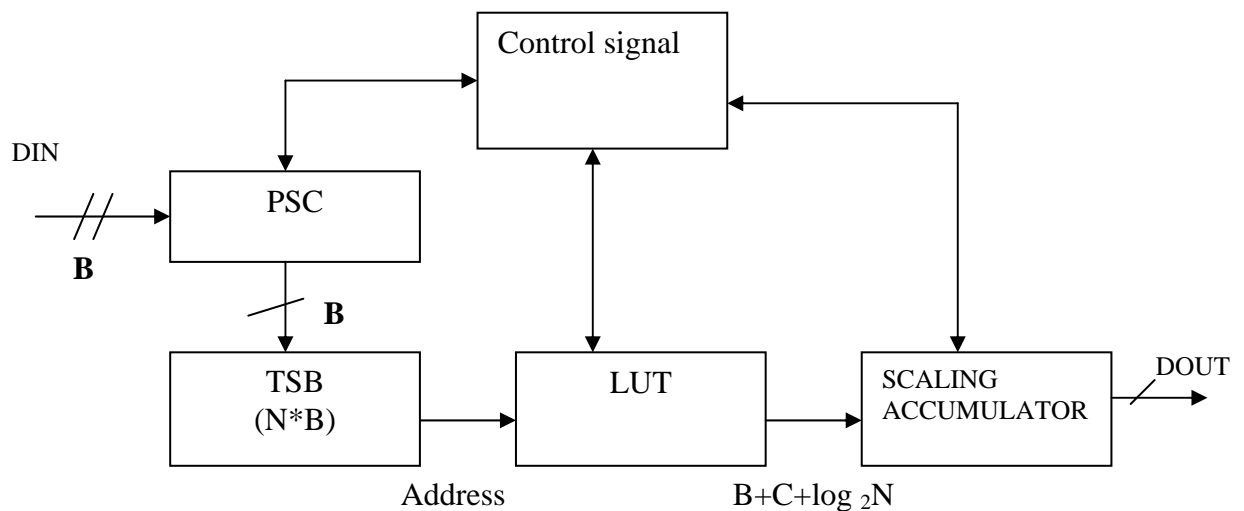 Control signal
DIN
PSC
B
B
TSB
(N*B)
LUT
SCALING
ACCUMULATOR
DOUT
Address
B+C+log ₂N